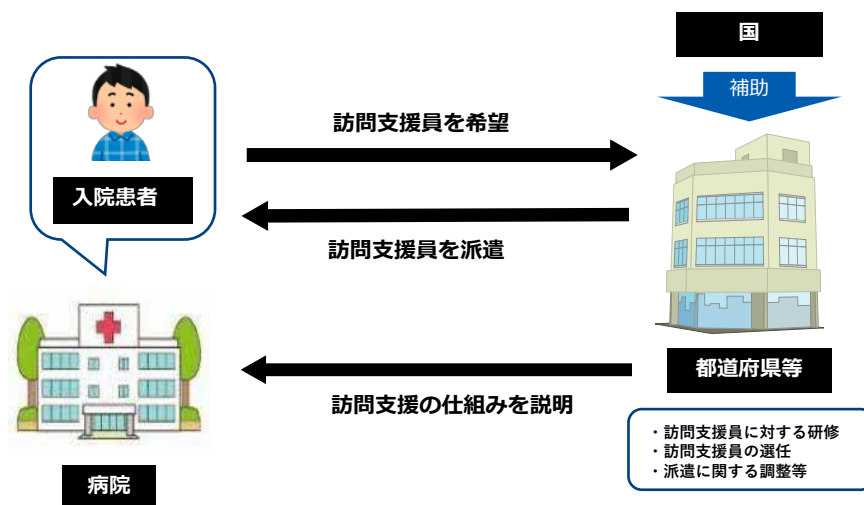 国
補助
訪問支援員を希望
入院患者
訪問支援員を派遣
都道府県等
訪問支援の仕組みを説明
・訪問支援員に対する研修
・訪問支援員の選任
・派遣に関する調整等
病院